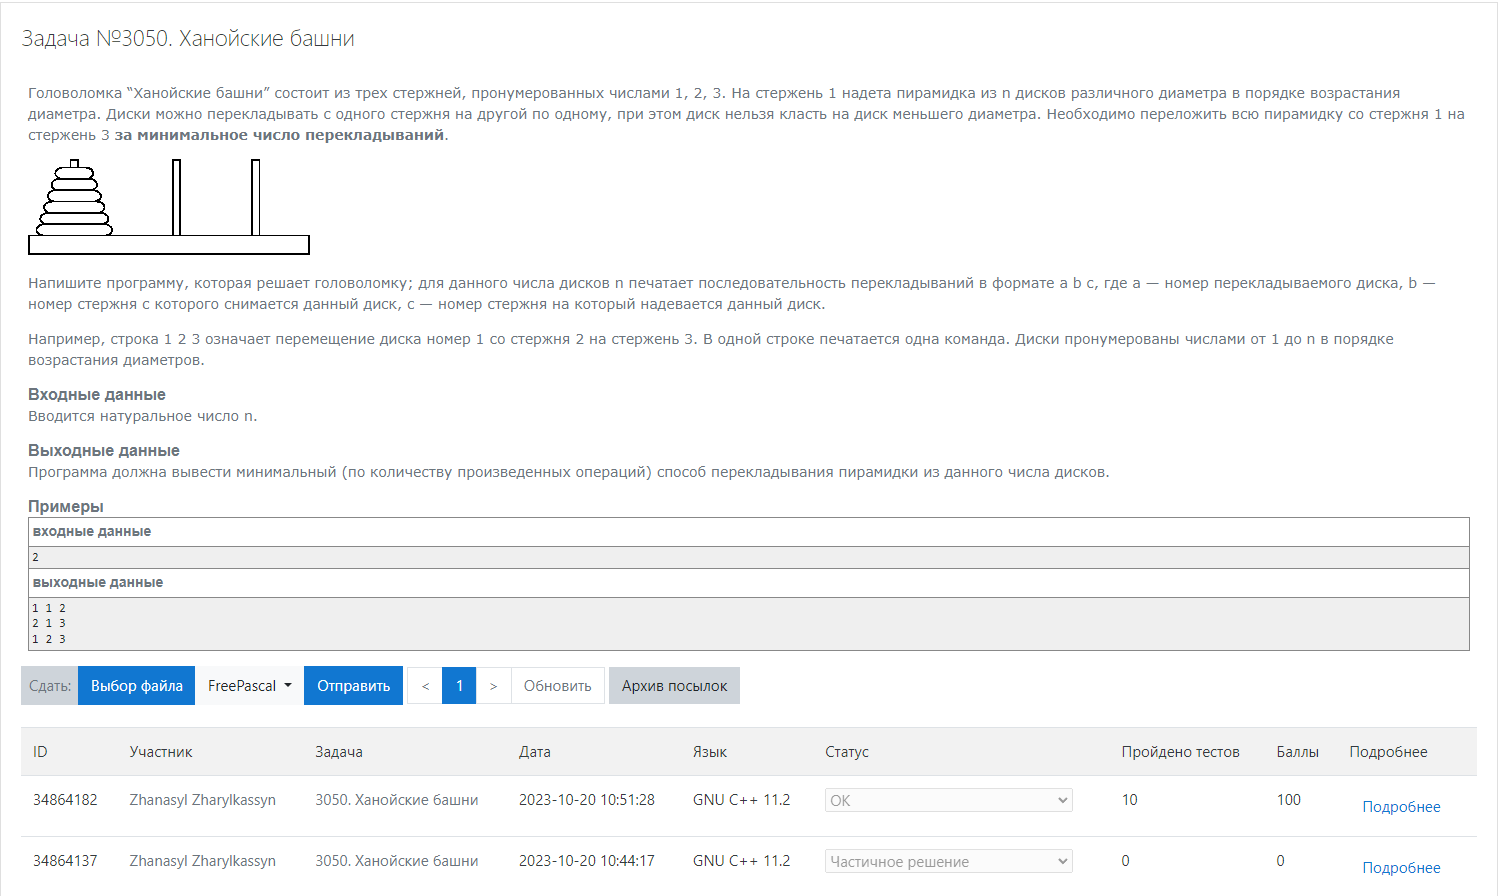 Задача №3050. Ханойские башни
Головоломка “Ханойские башни” состоит из трех стержней, пронумерованных числами 1, 2, 3. На стержень 1 надета пирамидка из n дисков различного диаметра в порядке возрастания
диаметра. Диски можно перекладывать с одного стержня на другой по одному, при этом диск нельзя класть на диск меньшего диаметра. Необходимо переложить всю пирамидку со стержня 1 на
стержень 3 за минимальное число перекладываний.
Напишите программу, которая решает головоломку; для данного числа дисков n печатает последовательность перекладываний в формате a b c, где a — номер перекладываемого диска, b —
номер стержня с которого снимается данный диск, c — номер стержня на который надевается данный диск.
Например, строка 1 2 3 означает перемещение диска номер 1 со стержня 2 на стержень 3. В одной строке печатается одна команда. Диски пронумерованы числами от 1 до n в порядке
возрастания диаметров.
Входные данные
Вводится натуральное число n.
Выходные данные
Программа должна вывести минимальный (по количеству произведенных операций) способ перекладывания пирамидки из данного числа дисков.
Примеры
входные данные
2
выходные данные
1 1 2
2 1 3
1 2 3
Сдать: Выбор файла FreePascal Отправить < 1 > Обновить Архив посылок
ID Участник Задача Дата Язык Статус Пройдено тестов Баллы Подробнее
34864182 Zhanasyl Zharylkassyn 3050. Ханойские башни 2023-10-20 10:51:28 GNU C++ 11.2 OK 10 100 Подробнее
34864137 Zhanasyl Zharylkassyn 3050. Ханойские башни 2023-10-20 10:44:17 GNU C++ 11.2 Частичное решение 0 0 Подробнее